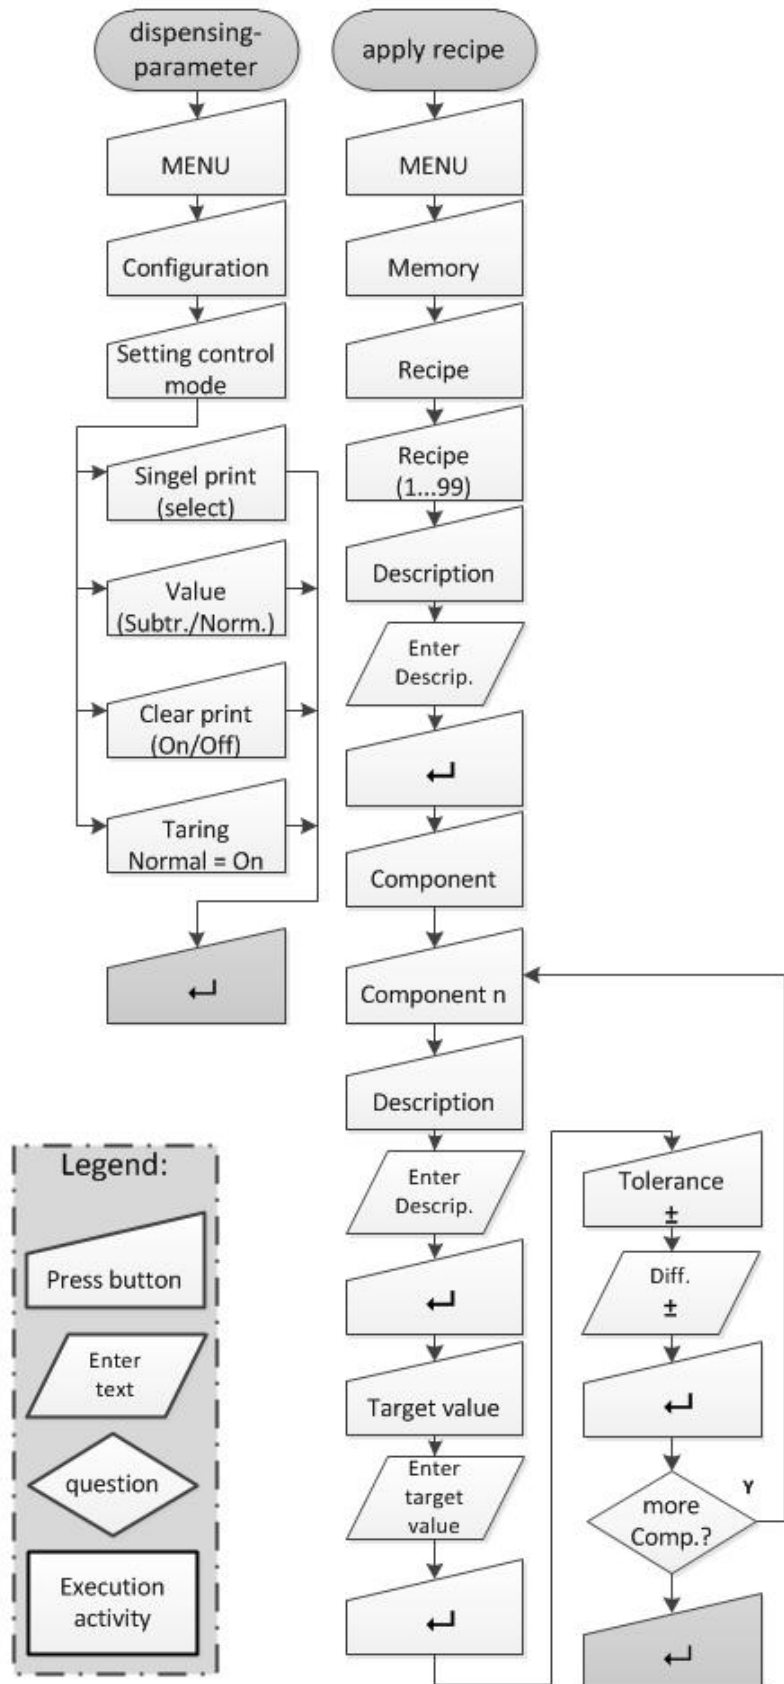 dispensing-
parameter
MENU
Configuration
Setting control
mode
Singel print
(select)
Value
(Subtr./Norm.)
Clear print
(On/Off)
Taring
Normal = On
↵
apply recipe
MENU
Memory
Recipe
Recipe
(1...99)
Description
Enter
Descrip.
↵
Component
Component n
Description
Enter
Descrip.
↵
Target value
Enter
target
value
↵
Tolerance
±
Diff.
±
↵
more
Comp.?
Y
↵
Legend:
Press button
Enter
text
question
Execution
activity